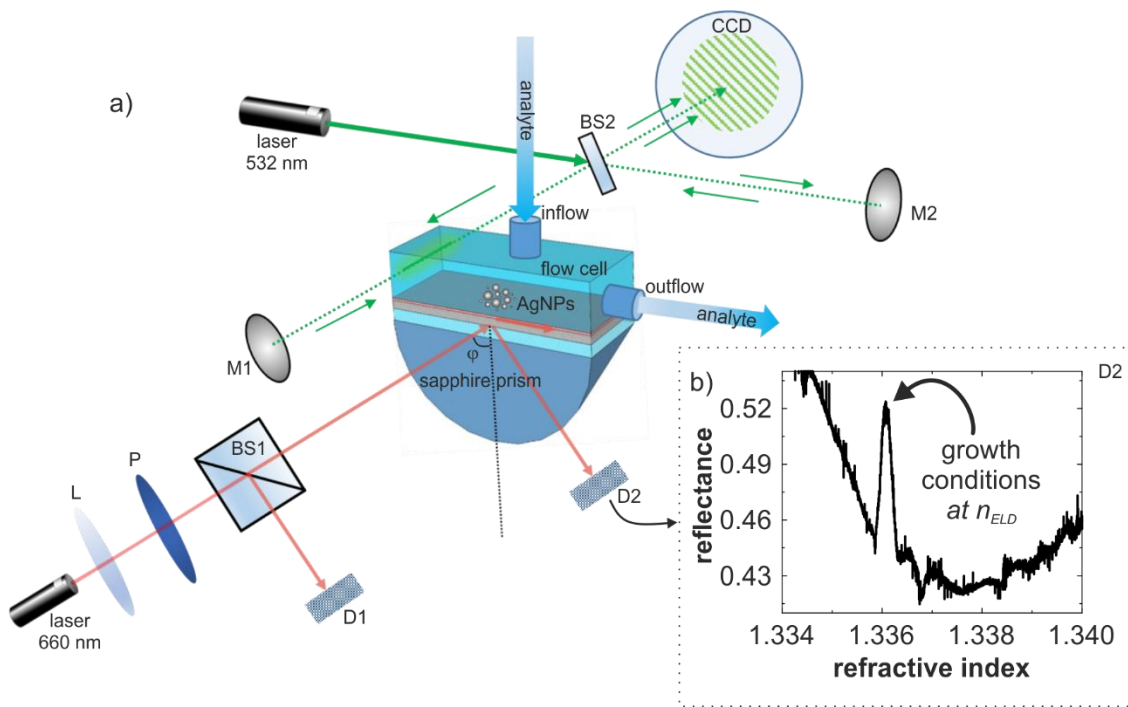 a)
laser
532 nm
analyte
BS2
CCD
M2
inflow
flow cell
AgNPs
outflow
analyte
M1
φ
sapphire prism
BS1
P
L
laser
660 nm
D1
D2
b)
D2
reflectance
0.52
0.49
0.46
0.43
growth
conditions
at n_ELD
1.334 1.336 1.338 1.340
refractive index